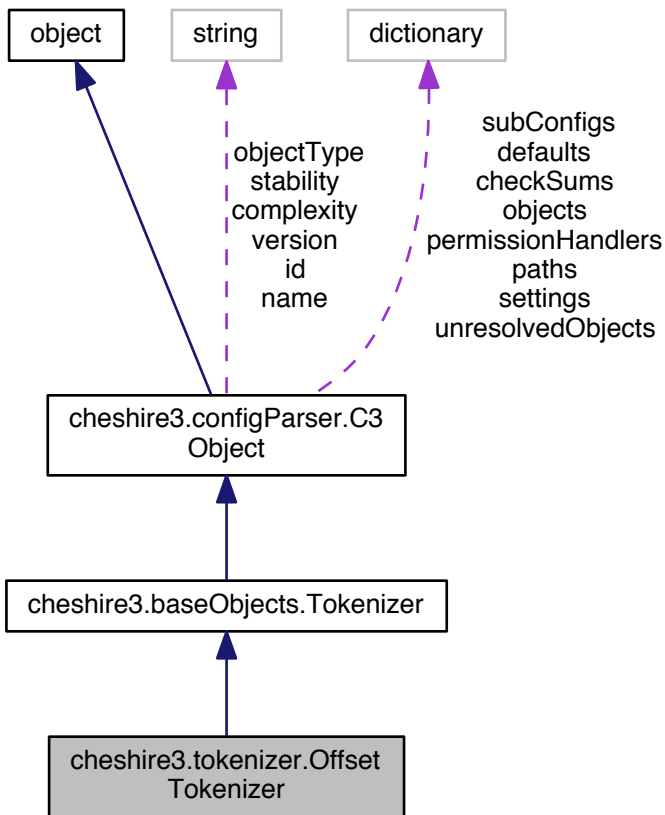 object
string
dictionary
objectType
stability
complexity
version
id
name
subConfigs
defaults
checkSums
objects
permissionHandlers
paths
settings
unresolvedObjects
cheshire3.configParser.C3
Object
cheshire3.baseObjects.Tokenizer
cheshire3.tokenizer.Offset
Tokenizer